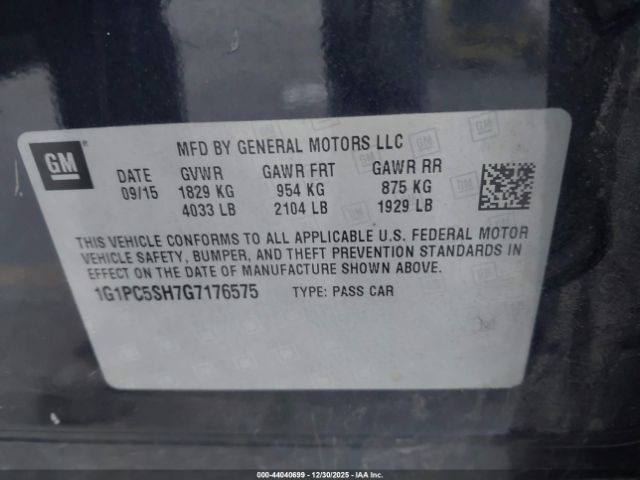 GM
MFD BY GENERAL MOTORS LLC
DATE GVWR GAWR FRT GAWR RR
09/15 1829 KG 954 KG 875 KG
4033 LB 2104 LB 1929 LB
THIS VEHICLE CONFORMS TO ALL APPLICABLE U.S. FEDERAL MOTOR
VEHICLE SAFETY, BUMPER, AND THEFT PREVENTION STANDARDS IN
EFFECT ON THE DATE OF MANUFACTURE SHOWN ABOVE.
1G1PC5SH7G7176575 TYPE: PASS CAR
000-44040699 - 12/30/2025 - IAAI.COM